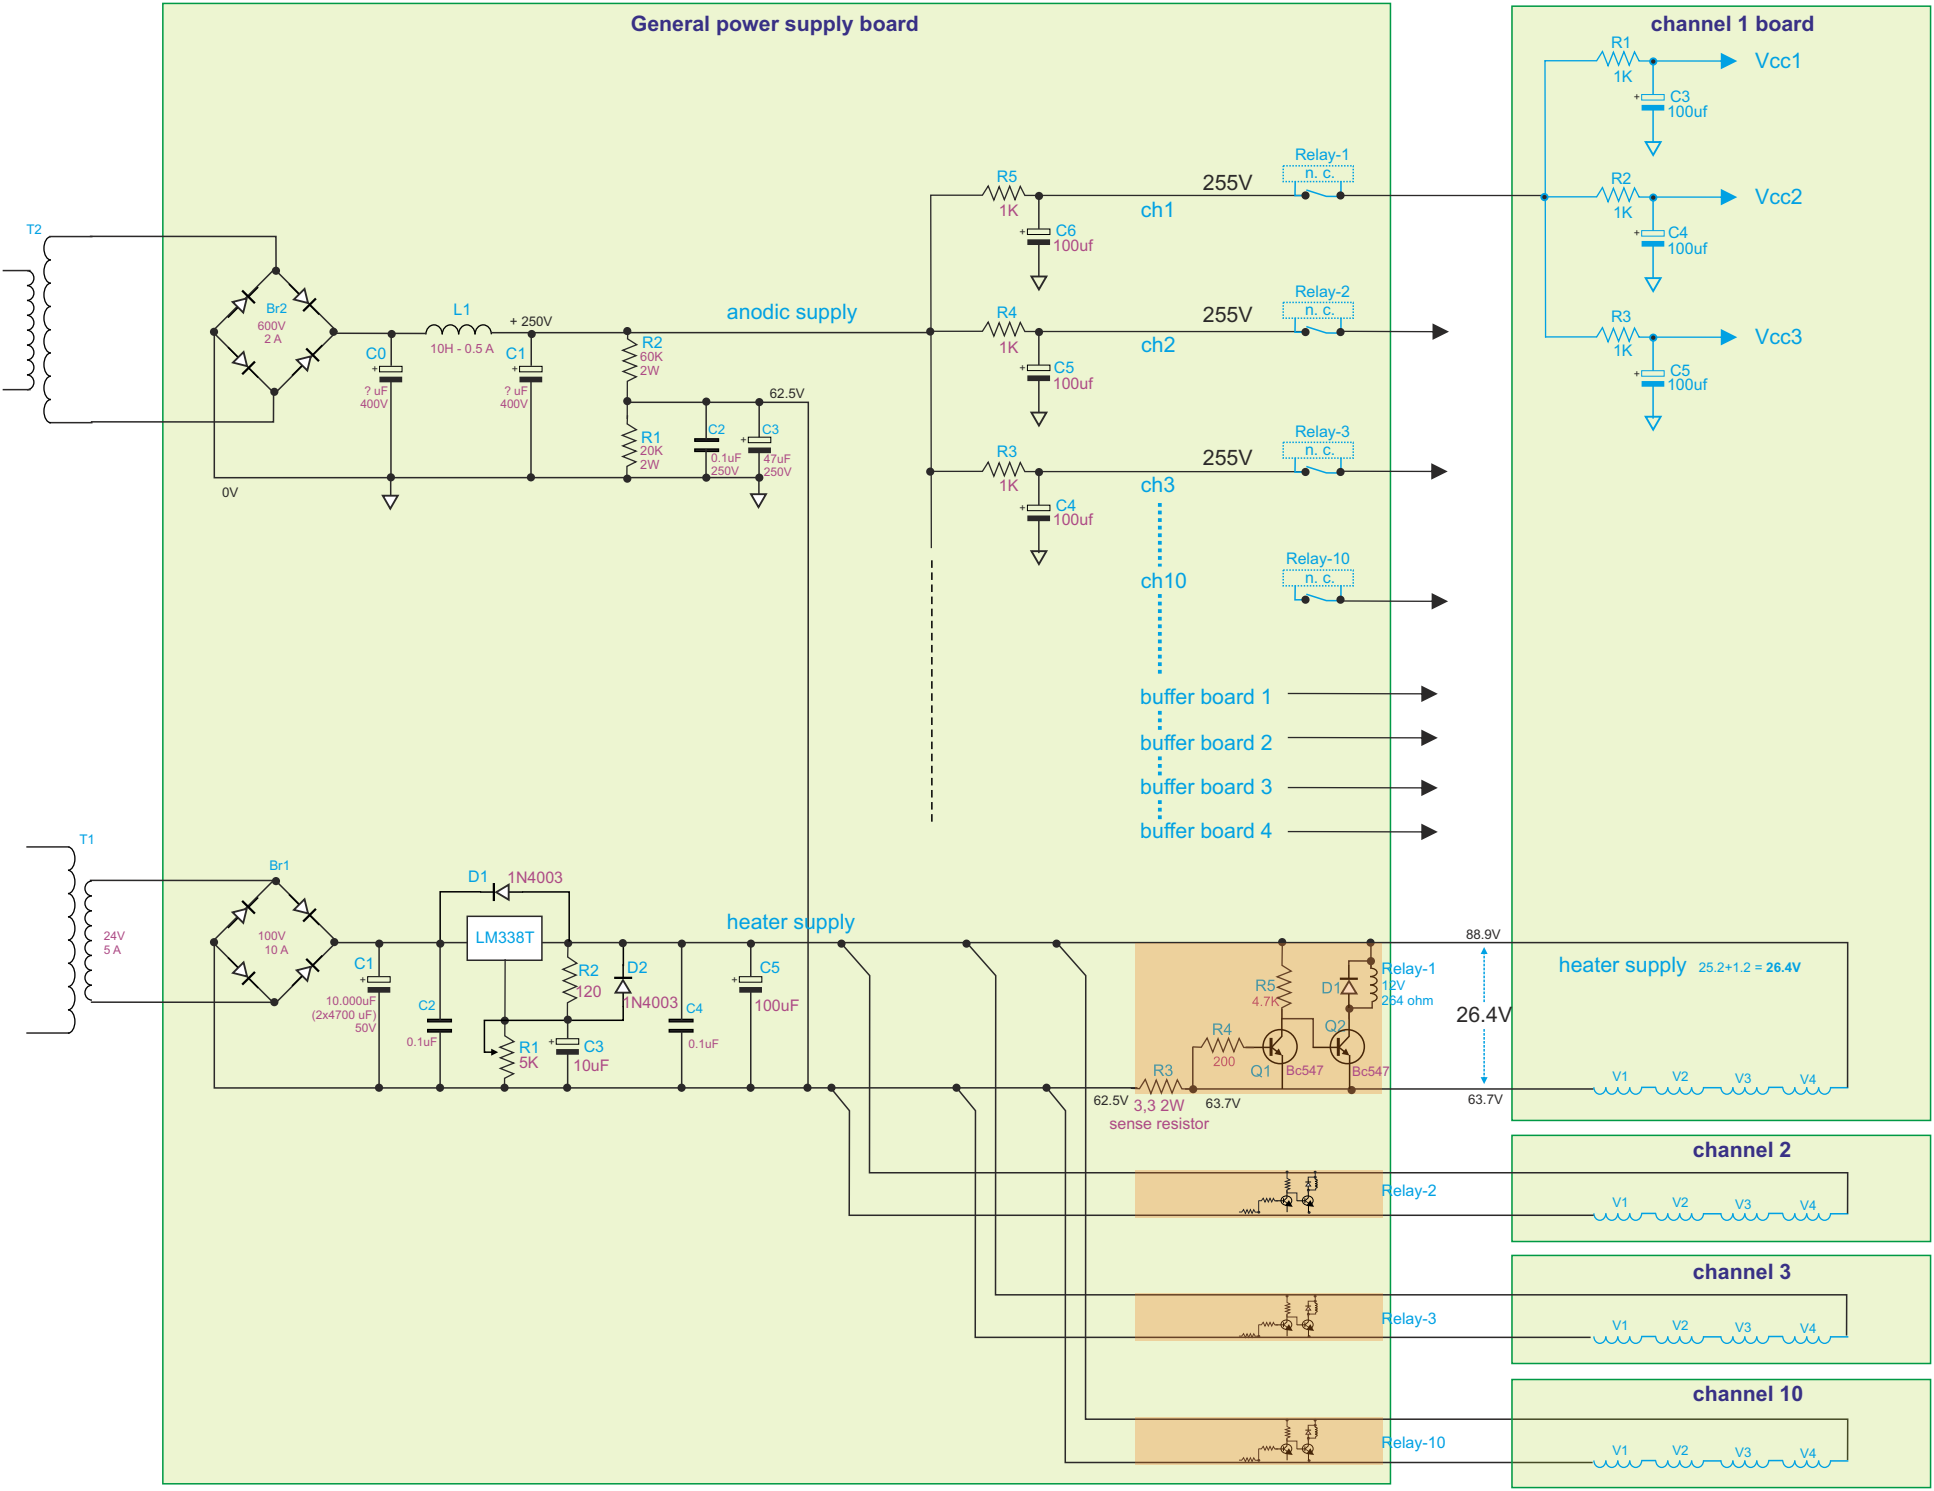 General power supply board
channel 1 board
R1
1K
Vcc1
C3
+
100uf
Relay-1
n. c.
R5
1K
255V
ch1
C6
+
100uf
R2
1K
Vcc2
C4
+
100uf
T2
Br2
600V
2 A
L1
10H - 0.5 A
+ 250V
anodic supply
R4
1K
255V
ch2
Relay-2
n. c.
R3
1K
Vcc3
C5
+
100uf
C0
+
? uF
400V
C1
+
? uF
400V
R2
60K
2W
C5
+
100uf
62.5V
R1
20K
2W
C2
0.1uF
250V
C3
+
47uF
250V
0V
R3
1K
255V
ch3
Relay-3
n. c.
C4
+
100uf
Relay-10
n. c.
ch10
buffer board 1
buffer board 2
buffer board 3
buffer board 4
T1
24V
5 A
Br1
100V
10 A
D1
1N4003
LM338T
heater supply
C1
+
10.000uF
(2x4700 uF)
50V
C2
0.1uF
R2
120
D2
1N4003
R1
5K
C3
+
10uF
C4
0.1uF
C5
+
100uF
88.9V
heater supply 25.2+1.2 = 26.4V
R5
4.7K
D1
Relay-1
12V
264 ohm
26.4V
R4
200
Q1
Bc547
Q2
Bc547
R3
3,3 2W
sense resistor
62.5V
63.7V
63.7V
V1 V2 V3 V4
channel 2
Relay-2
V1 V2 V3 V4
channel 3
Relay-3
V1 V2 V3 V4
channel 10
Relay-10
V1 V2 V3 V4